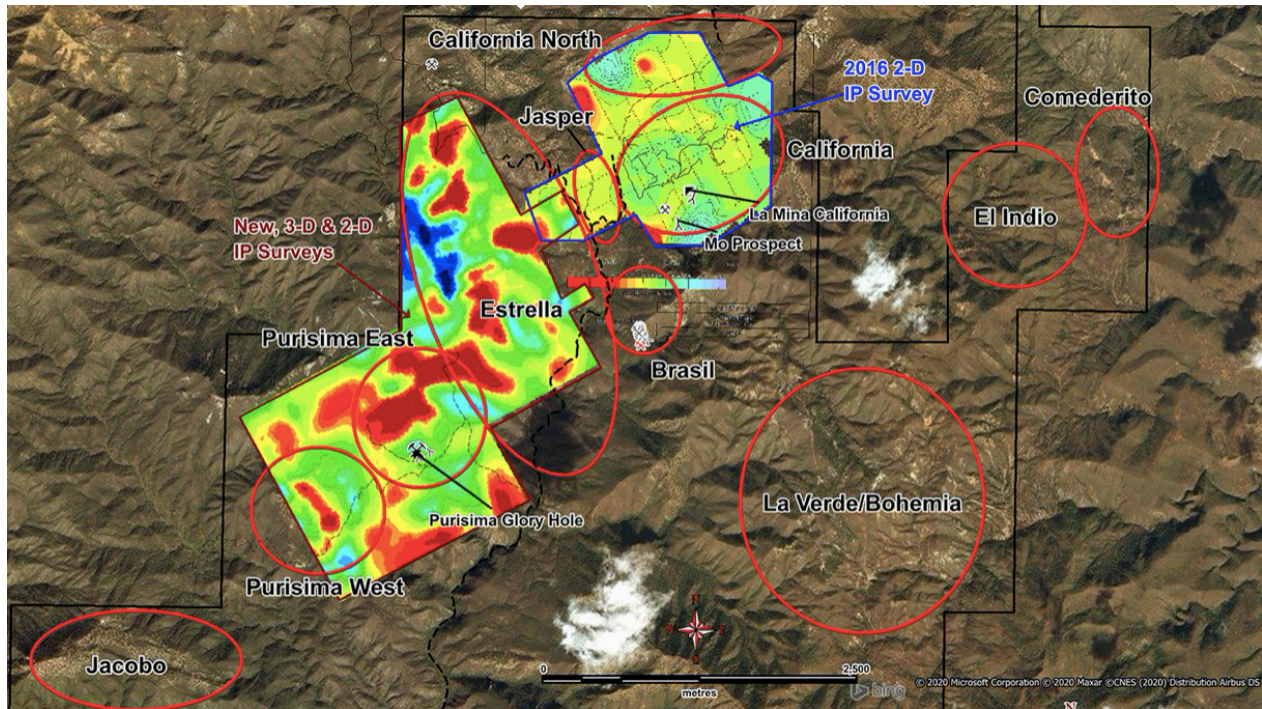 California North
2016 2-D
IP Survey
Comederito
Jasper
California
El Indio
La Mina California
Mo Prospect
New, 3-D & 2-D
IP Surveys
Estrella
Purisima East
Brasil
La Verde/Bohemia
Purisima Glory Hole
Purisima West
Jacobo
N
W
E
S
0
2,500
metres
bing
© 2020 Microsoft Corporation © 2020 Maxar ©CNES (2020) Distribution Airbus DS
N